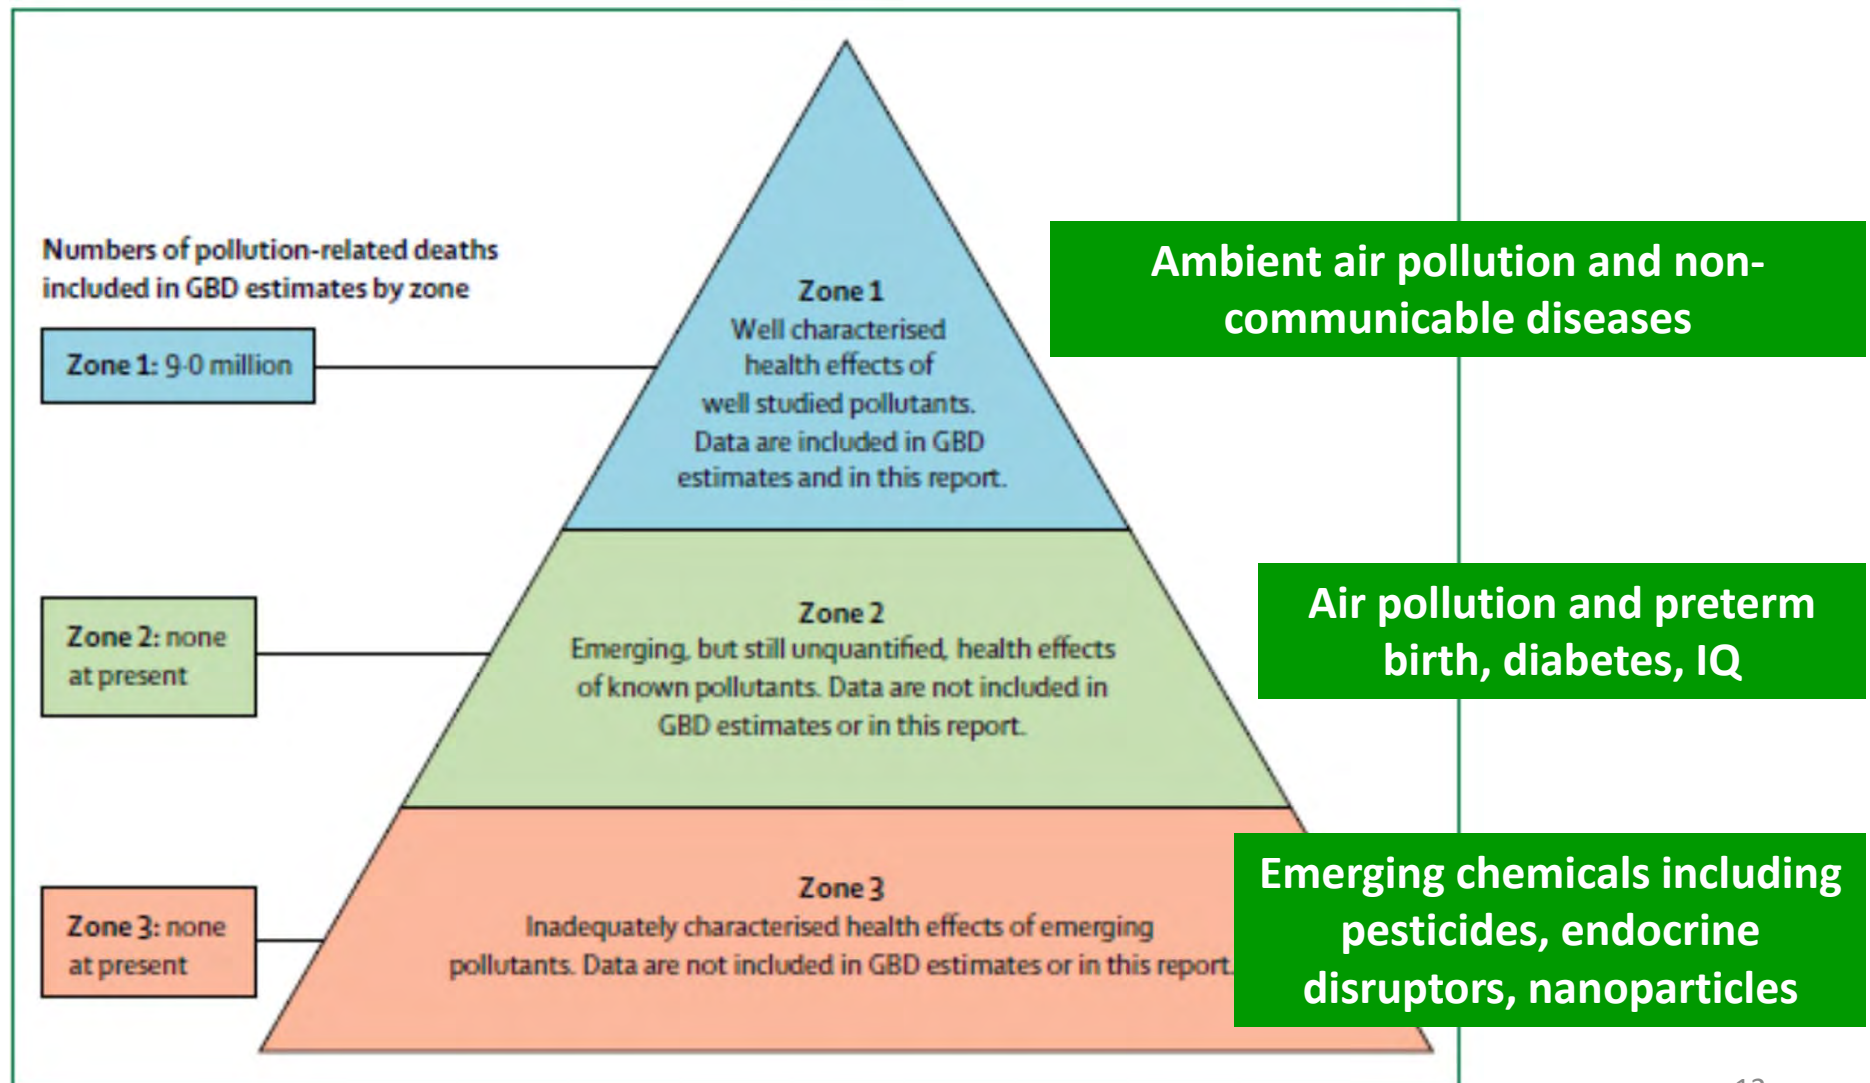 Numbers of pollution-related deaths
included in GBD estimates by zone
Zone 1: 9·0 million
Zone 1
Well characterised
health effects of
well studied pollutants.
Data are included in GBD
estimates and in this report.
Ambient air pollution and non-
communicable diseases
Zone 2: none
at present
Zone 2
Emerging, but still unquantified, health effects
of known pollutants. Data are not included in
GBD estimates or in this report.
Air pollution and preterm
birth, diabetes, IQ
Zone 3: none
at present
Zone 3
Inadequately characterised health effects of emerging
pollutants. Data are not included in GBD estimates or in this report.
Emerging chemicals including
pesticides, endocrine
disruptors, nanoparticles